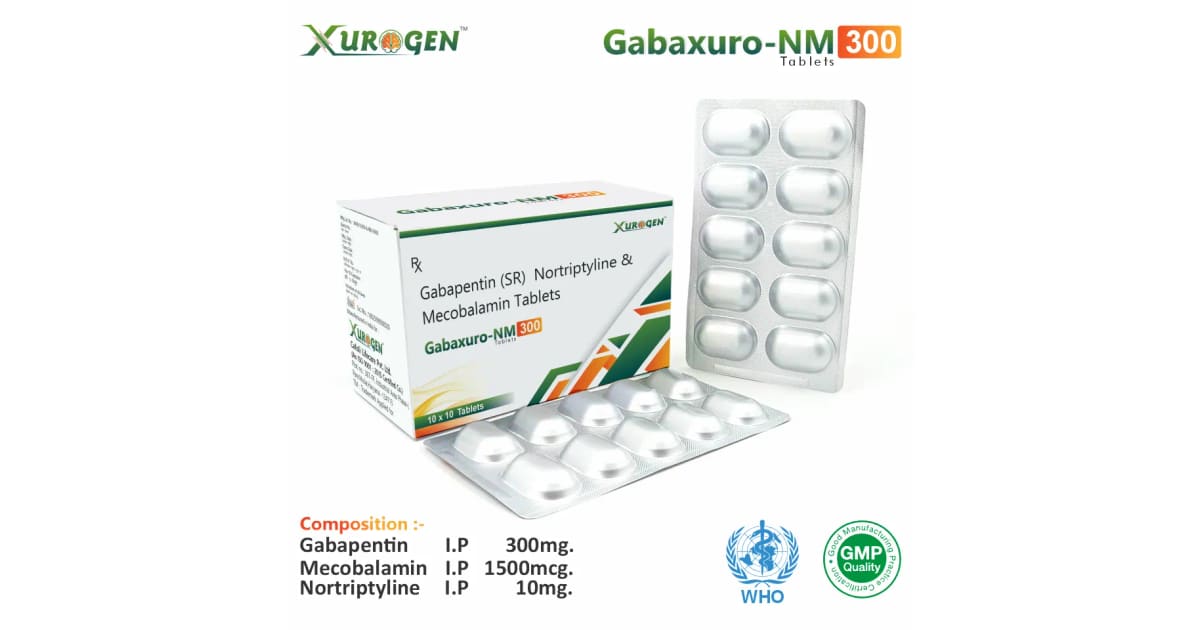 XUROGEN™
Gabaxuro-NM 300
Tablets
Gabaxuro-NM 300
XUROGEN
Rx
Gabapentin (SR) Nortriptyline &
Mecobalamin Tablets
Gabaxuro-NM 300
Tablets
10 x 10 Tablets
XUROGEN
Composition :-
Gabapentin I.P 300mg.
Mecobalamin I.P 1500mcg.
Nortriptyline I.P 10mg.
WHO
Good Manufacturing Practice Certification
GMP
Quality